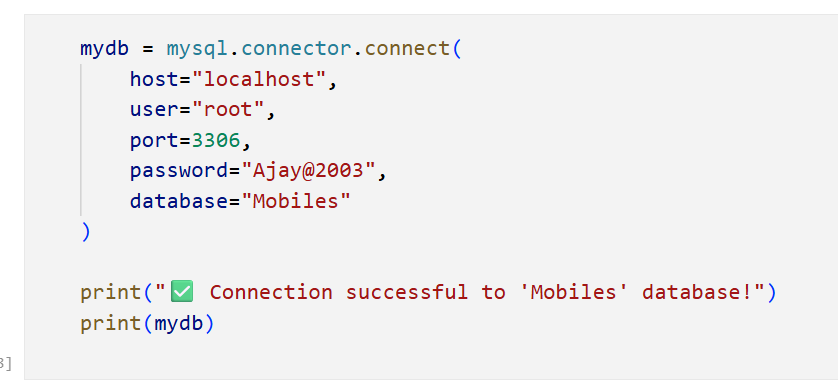 mydb = mysql.connector.connect(
    host="localhost",
    user="root",
    port=3306,
    password="Ajay@2003",
    database="Mobiles"
)
print("✅ Connection successful to 'Mobiles' database!")
print(mydb)
]